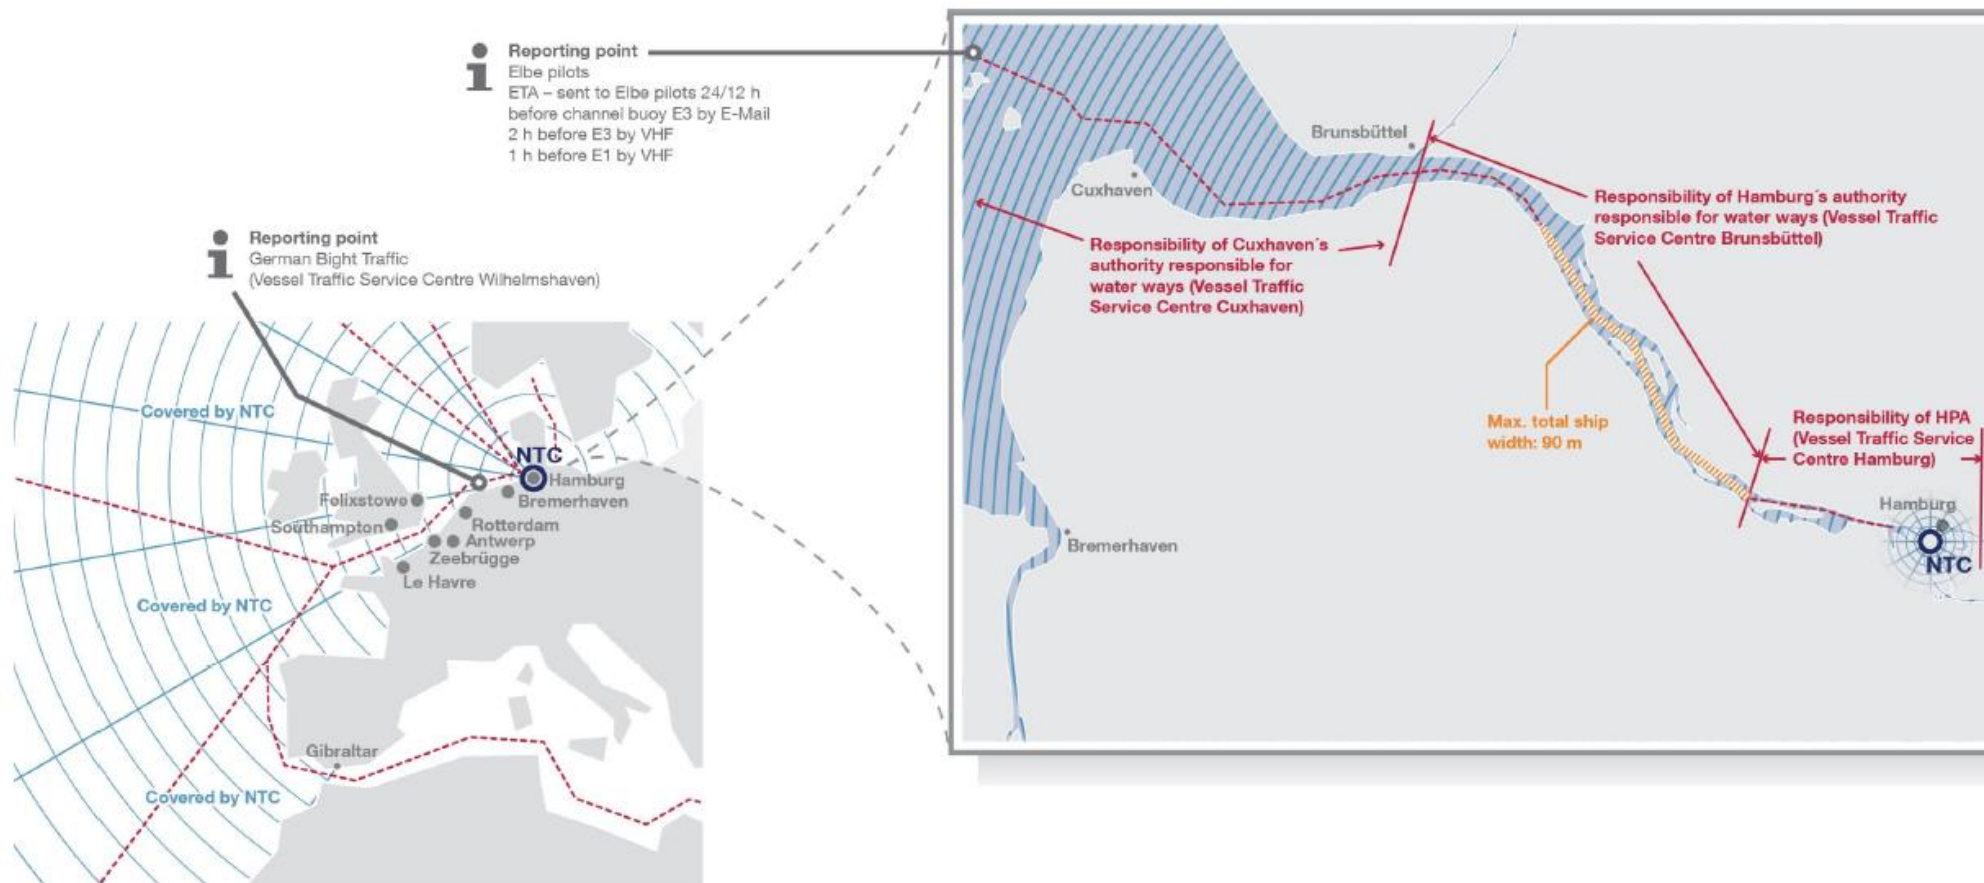 Reporting point
Elbe pilots
ETA – sent to Elbe pilots 24/12 h
before channel buoy E3 by E-Mail
2 h before E3 by VHF
1 h before E1 by VHF
Reporting point
German Bight Traffic
(Vessel Traffic Service Centre Wilhelmshaven)
Covered by NTC
NTC
Hamburg
Bremerhaven
Felixstowe
Southampton
Rotterdam
Antwerp
Zeebrügge
Le Havre
Covered by NTC
Gibraltar
Covered by NTC
Brunsbüttel
Cuxhaven
Responsibility of Cuxhaven´s
authority responsible for
water ways (Vessel Traffic
Service Centre Cuxhaven)
Responsibility of Hamburg´s authority
responsible for water ways (Vessel Traffic
Service Centre Brunsbüttel)
Max. total ship
width: 90 m
Responsibility of HPA
(Vessel Traffic Service
Centre Hamburg)
Hamburg
NTC
Bremerhaven